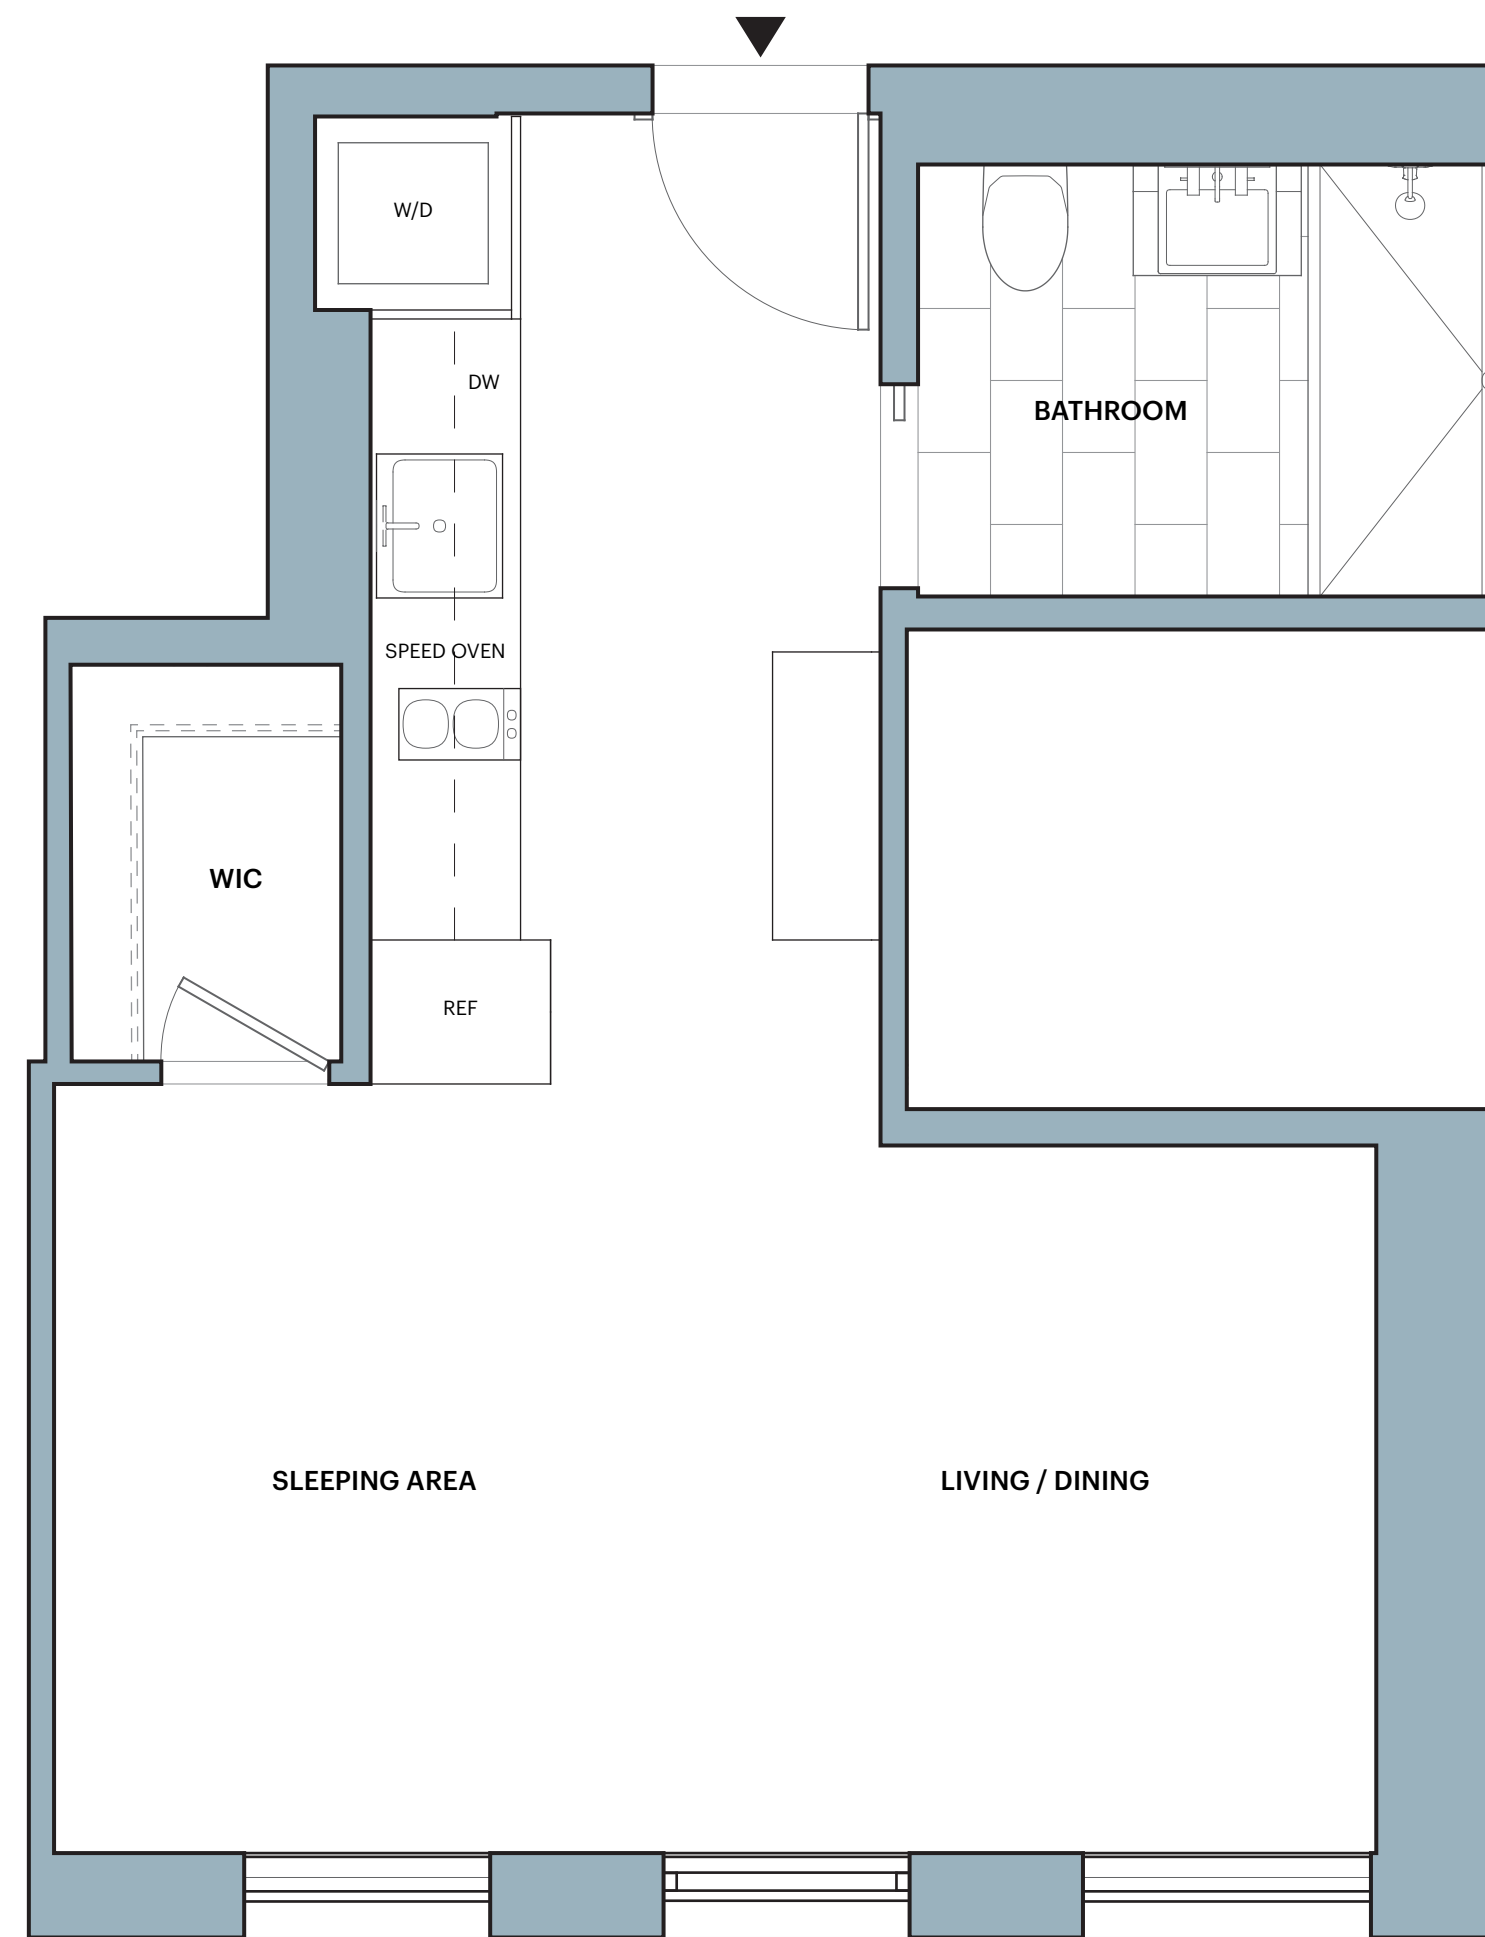 W/D
DW
BATHROOM
SPEED OVEN
WIC
REF
SLEEPING AREA
LIVING / DINING